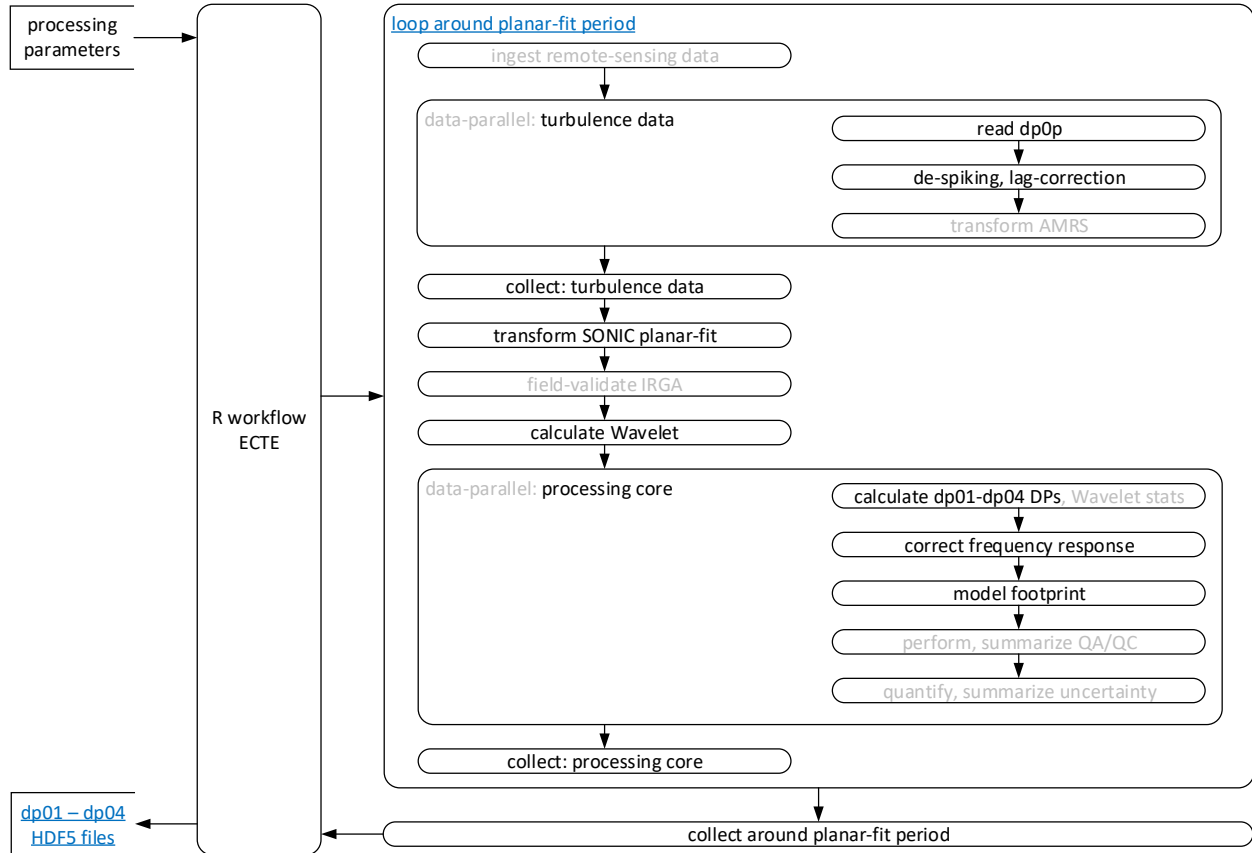 processing
parameters
loop around planar-fit period
ingest remote-sensing data
data-parallel: turbulence data
read dp0p
de-spiking, lag-correction
transform AMRS
collect: turbulence data
transform SONIC planar-fit
field-validate IRGA
calculate Wavelet
R workflow
ECTE
data-parallel: processing core
calculate dp01-dp04 DPs, Wavelet stats
correct frequency response
model footprint
perform, summarize QA/QC
quantify, summarize uncertainty
collect: processing core
dp01 – dp04
HDF5 files
collect around planar-fit period